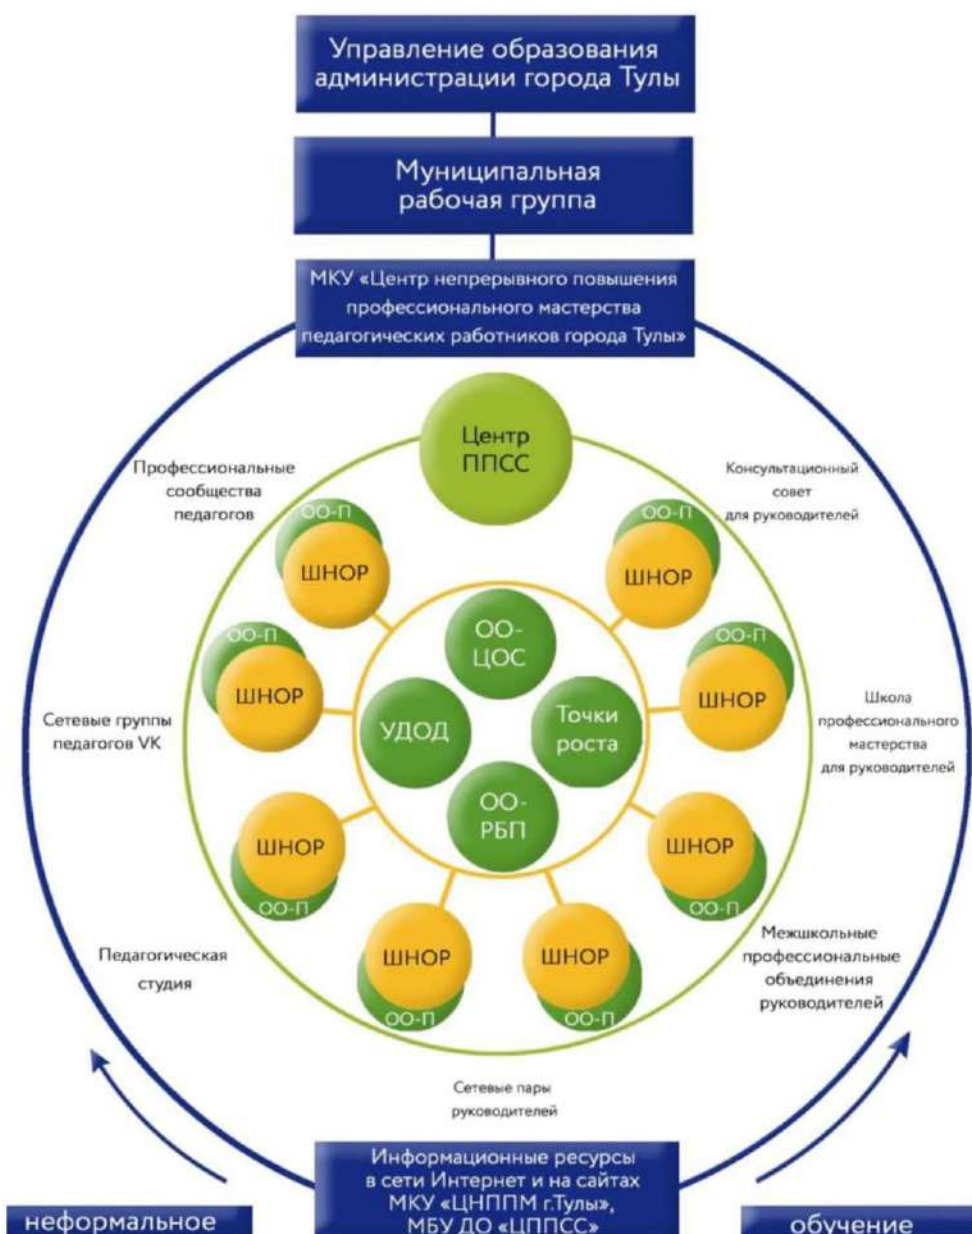 Управление образования
администрации города Тулы
Муниципальная
рабочая группа
МКУ «Центр непрерывного повышения
профессионального мастерства
педагогических работников города Тулы»
Центр
ППСС
Профессиональные
сообщества
педагогов
Консультационный
совет
для руководителей
ОО-П
ШНОР
ОО-П
ШНОР
ОО-П
ШНОР
ОО-П
ШНОР
ОО-
ЦОС
УДОД
Точки
роста
ОО-
РБП
Сетевые группы
педагогов VK
Школа
профессионального
мастерства
для руководителей
ШНОР
ОО-П
ШНОР
ОО-П
ШНОР
ОО-П
ШНОР
ОО-П
Педагогическая
студия
Межшкольные
профессиональные
объединения
руководителей
Сетевые пары
руководителей
Информационные ресурсы
в сети Интернет и на сайтах
МКУ «ЦНППМ г.Тулы»,
МБУ ДО «ЦППСС»
неформальное
обучение